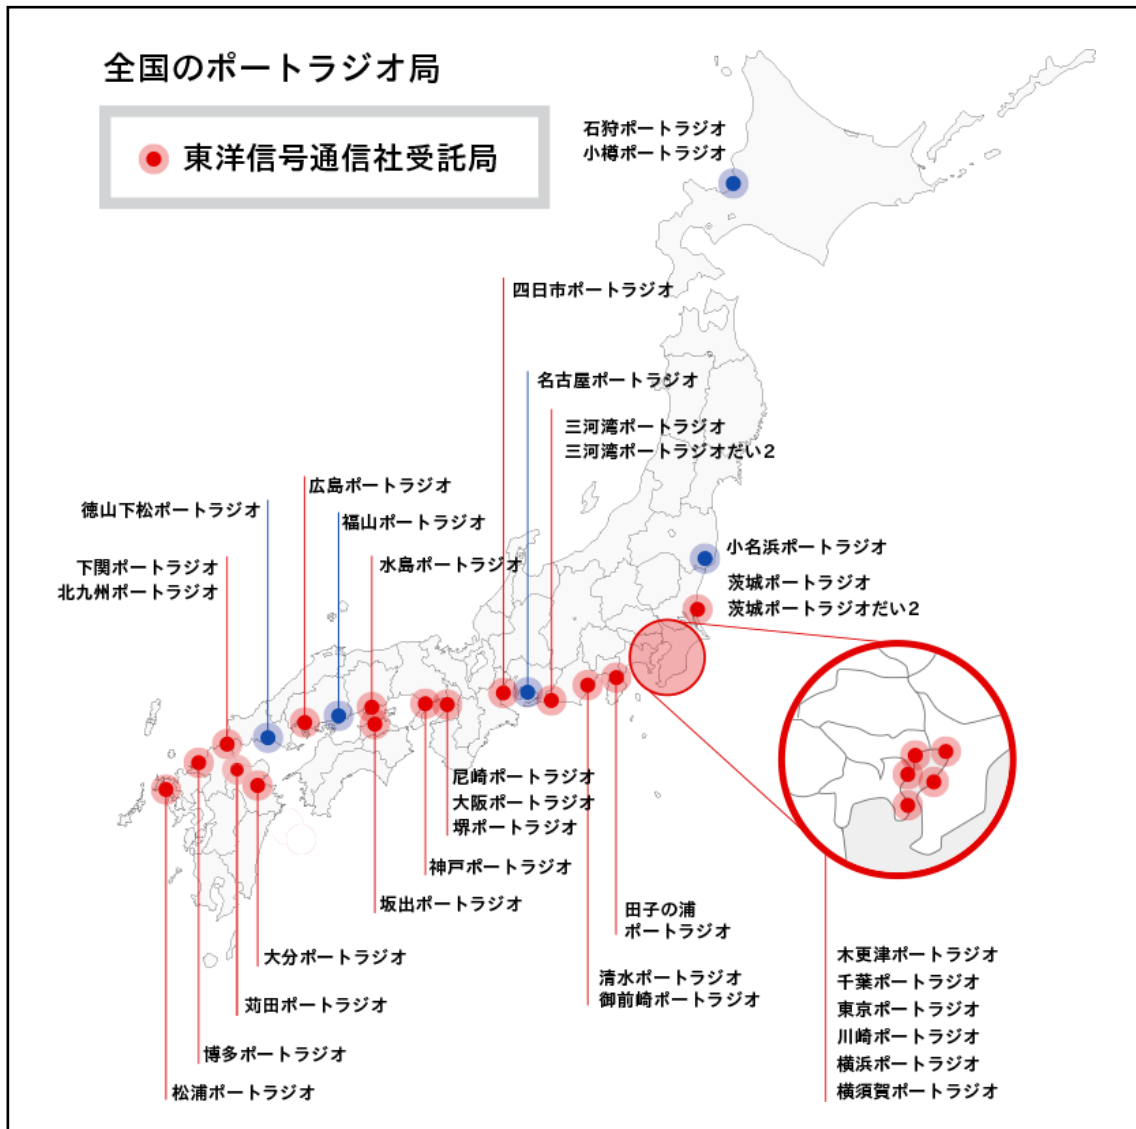 全国のポートラジオ局
東洋信号通信社受託局
石狩ポートラジオ
小樽ポートラジオ
四日市ポートラジオ
名古屋ポートラジオ
三河湾ポートラジオ
三河湾ポートラジオだい2
広島ポートラジオ
徳山下松ポートラジオ
福山ポートラジオ
下関ポートラジオ
北九州ポートラジオ
水島ポートラジオ
小名浜ポートラジオ
茨城ポートラジオ
茨城ポートラジオだい2
尼崎ポートラジオ
大阪ポートラジオ
堺ポートラジオ
神戸ポートラジオ
坂出ポートラジオ
田子の浦
ポートラジオ
大分ポートラジオ
清水ポートラジオ
御前崎ポートラジオ
苅田ポートラジオ
博多ポートラジオ
松浦ポートラジオ
木更津ポートラジオ
千葉ポートラジオ
東京ポートラジオ
川崎ポートラジオ
横浜ポートラジオ
横須賀ポートラジオ